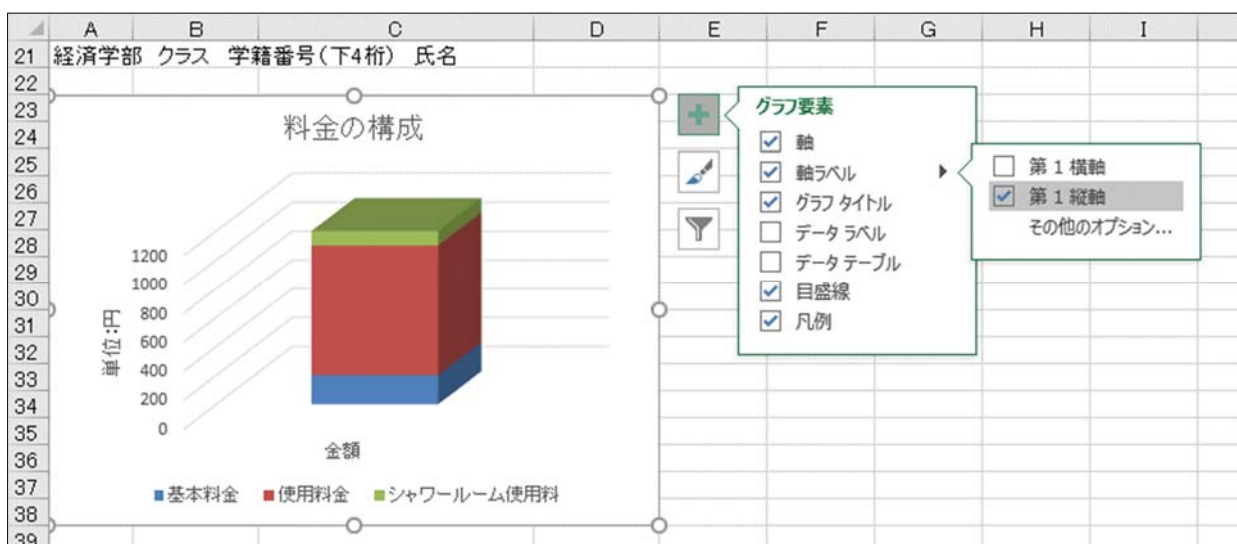 A B C D E F G H I
21 経済学部 クラス 学籍番号(下4桁) 氏名
22
23
24
25
26
27
28
29
30
31
32
33
34
35
36
37
38
39
料金の構成
1200
1000
800
600
400
200
0
単位:円
金額
基本料金 使用料金 シャワールーム使用料
グラフ要素
軸
軸ラベル
グラフ タイトル
データ ラベル
データ テーブル
目盛線
凡例
第 1 横軸
第 1 縦軸
その他のオプション...